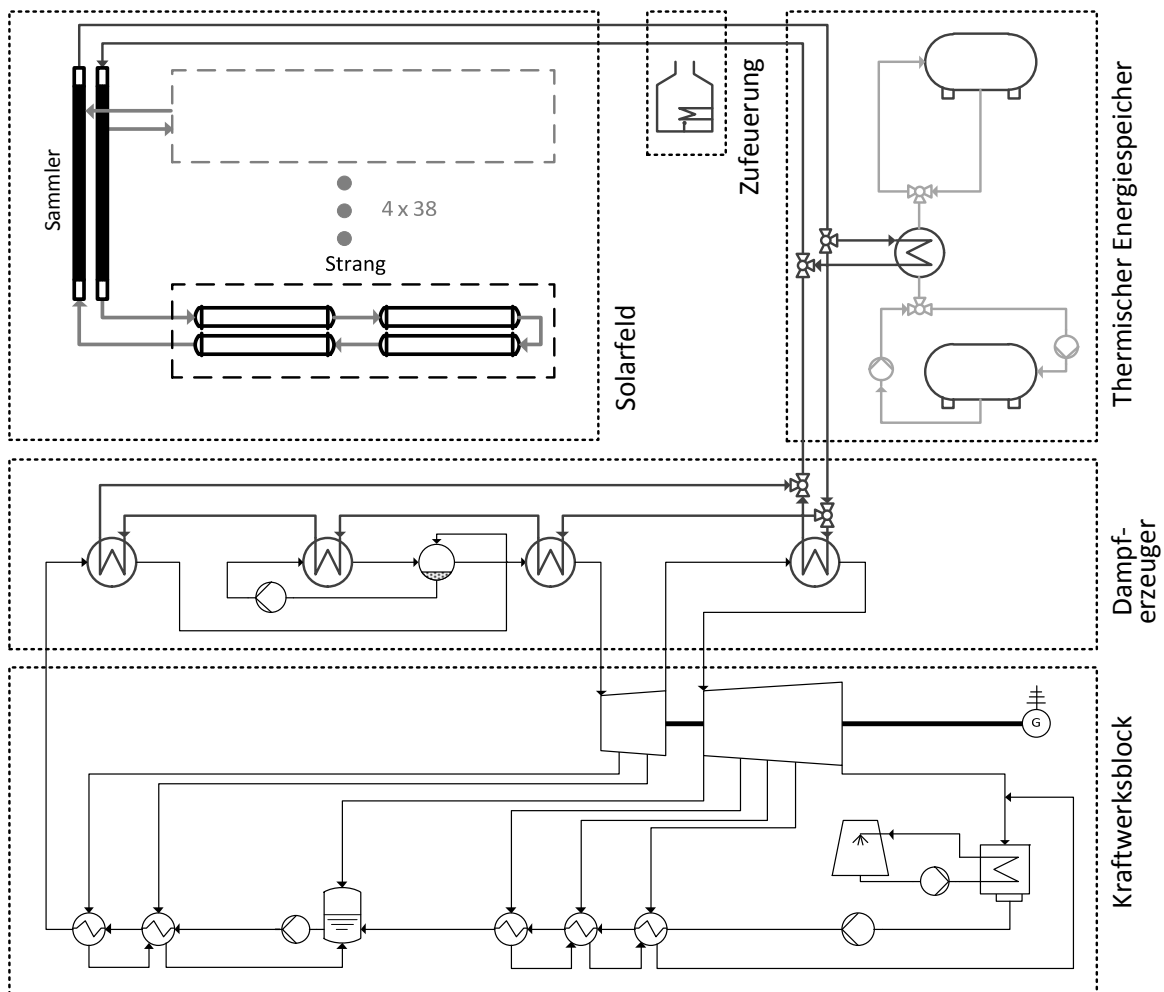 Sammler
4 x 38
Strang
Solarfeld
Zufeuerung
Thermischer Energiespeicher
Dampf-
erzeuger
G
Kraftwerksblock